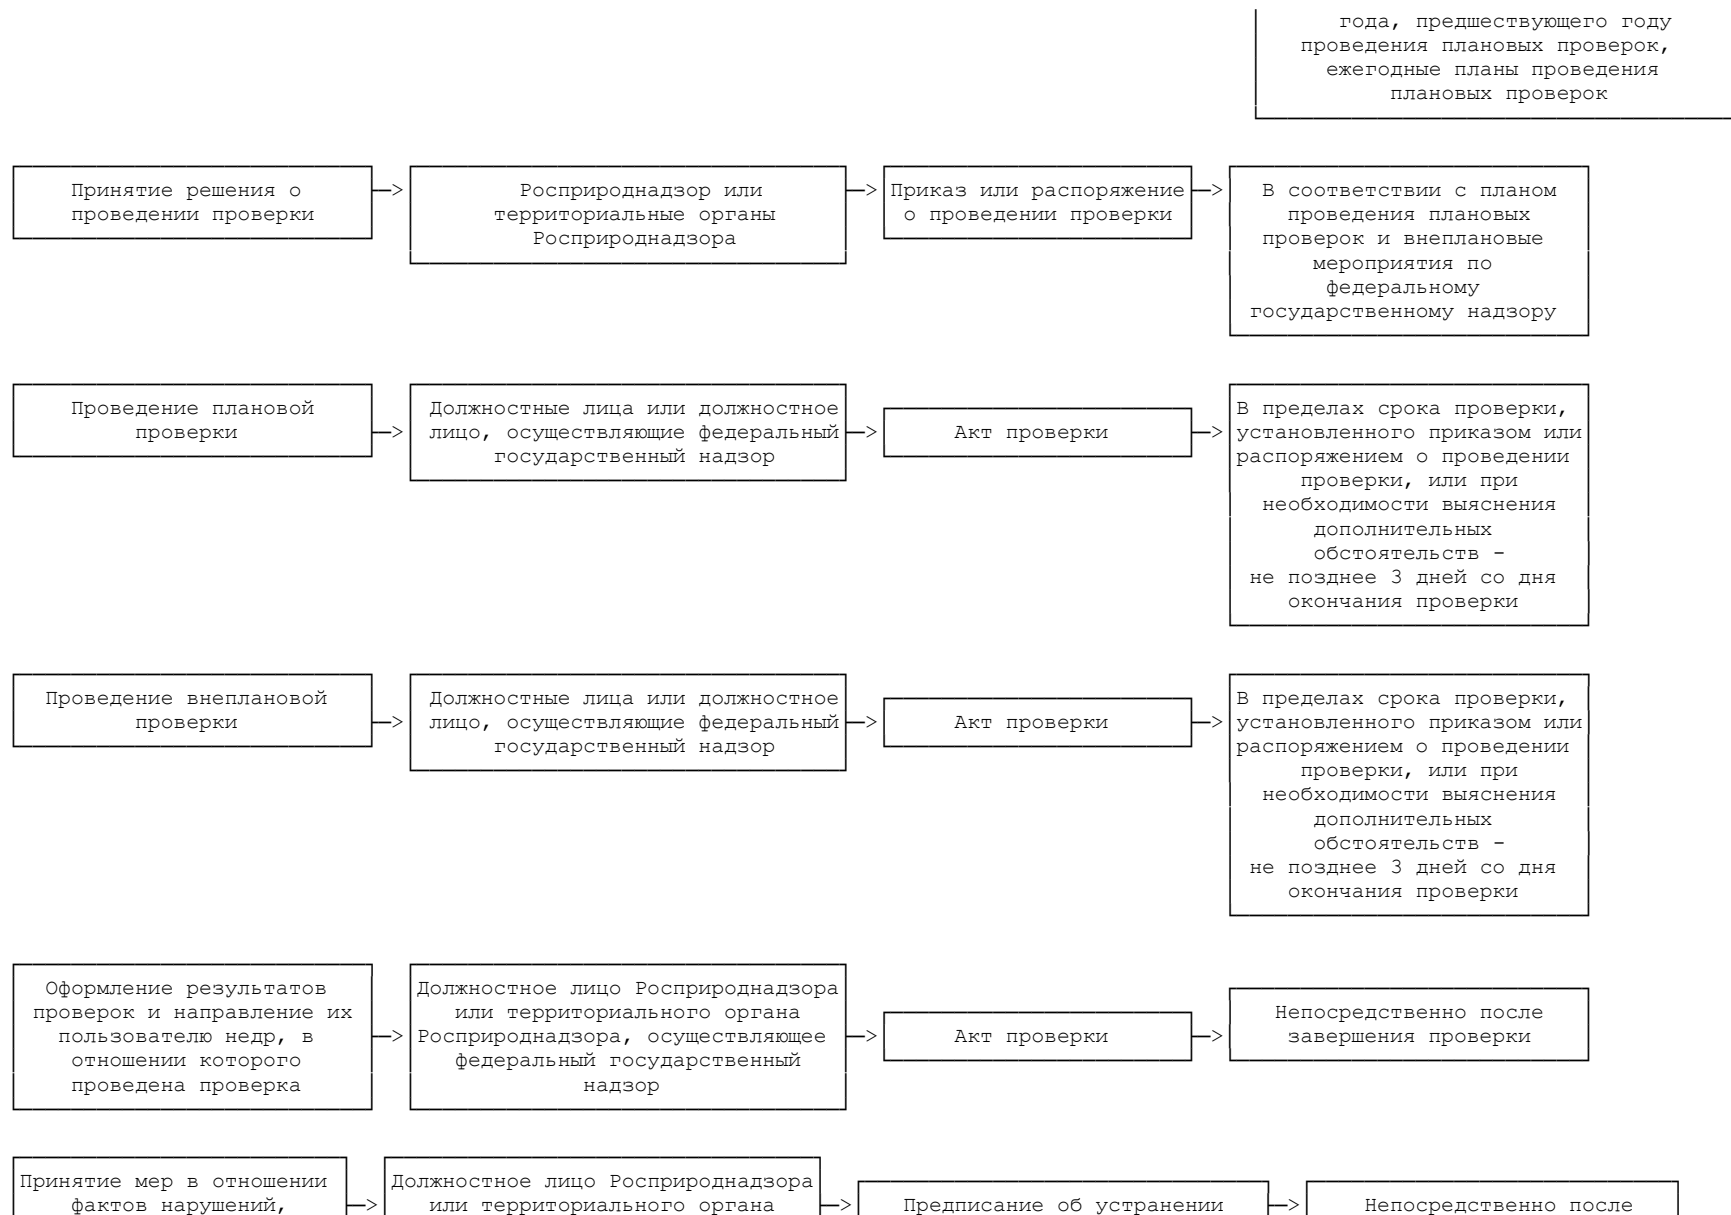 года, предшествующего году
проведения плановых проверок,
ежегодные планы проведения
плановых проверок
Принятие решения о
проведении проверки
Росприроднадзор или
территориальные органы
Росприроднадзора
Приказ или распоряжение
о проведении проверки
В соответствии с планом
проведения плановых
проверок и внеплановые
мероприятия по
федеральному
государственному надзору
Проведение плановой
проверки
Должностные лица или должностное
лицо, осуществляющие федеральный
государственный надзор
Акт проверки
В пределах срока проверки,
установленного приказом или
распоряжением о проведении
проверки, или при
необходимости выяснения
дополнительных
обстоятельств -
не позднее 3 дней со дня
окончания проверки
Проведение внеплановой
проверки
Должностные лица или должностное
лицо, осуществляющие федеральный
государственный надзор
Акт проверки
В пределах срока проверки,
установленного приказом или
распоряжением о проведении
проверки, или при
необходимости выяснения
дополнительных
обстоятельств -
не позднее 3 дней со дня
окончания проверки
Оформление результатов
проверок и направление их
пользователю недр, в
отношении которого
проведена проверка
Должностное лицо Росприроднадзора
или территориального органа
Росприроднадзора, осуществляющее
федеральный государственный
надзор
Акт проверки
Непосредственно после
завершения проверки
Принятие мер в отношении
фактов нарушений,
Должностное лицо Росприроднадзора
или территориального органа
Предписание об устранении
Непосредственно после